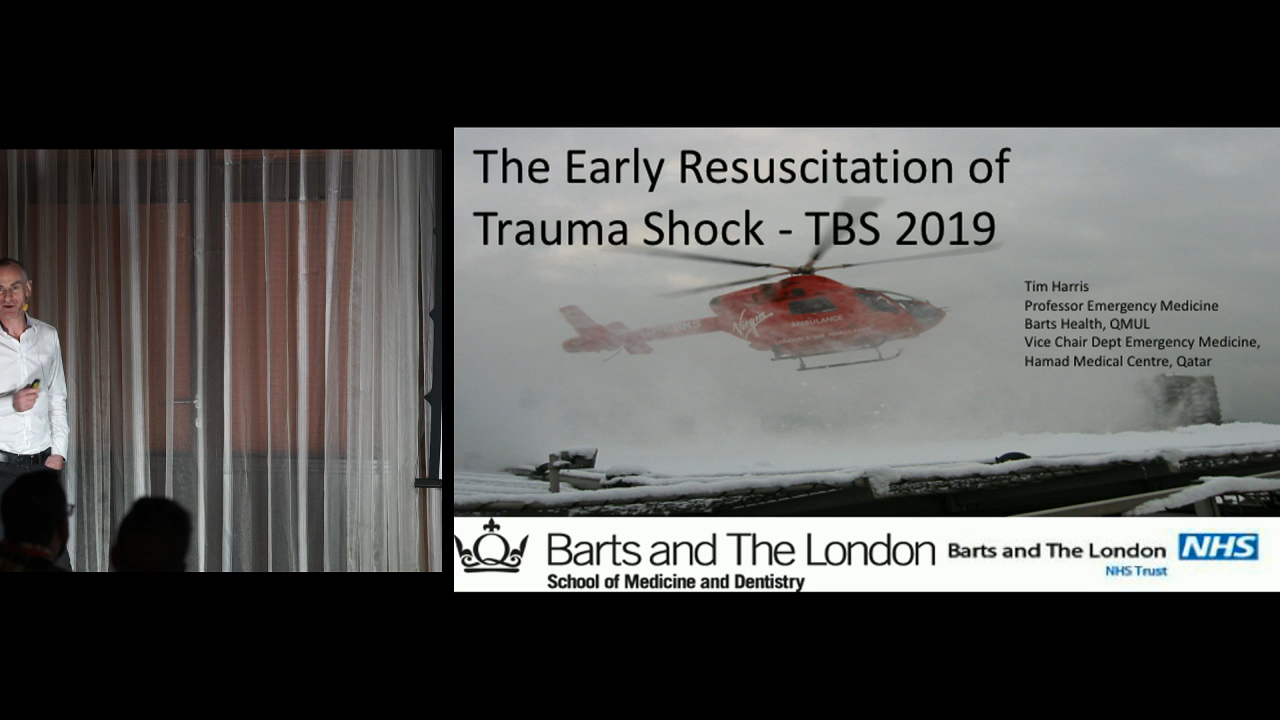 The Early Resuscitation of
Trauma Shock - TBS 2019
Tim Harris
Professor Emergency Medicine
Barts Health, QMUL
Vice Chair Dept Emergency Medicine,
Hamad Medical Centre, Qatar
Virgin
AMBULANCE
Barts and The London
School of Medicine and Dentistry
Barts and The London NHS
NHS Trust